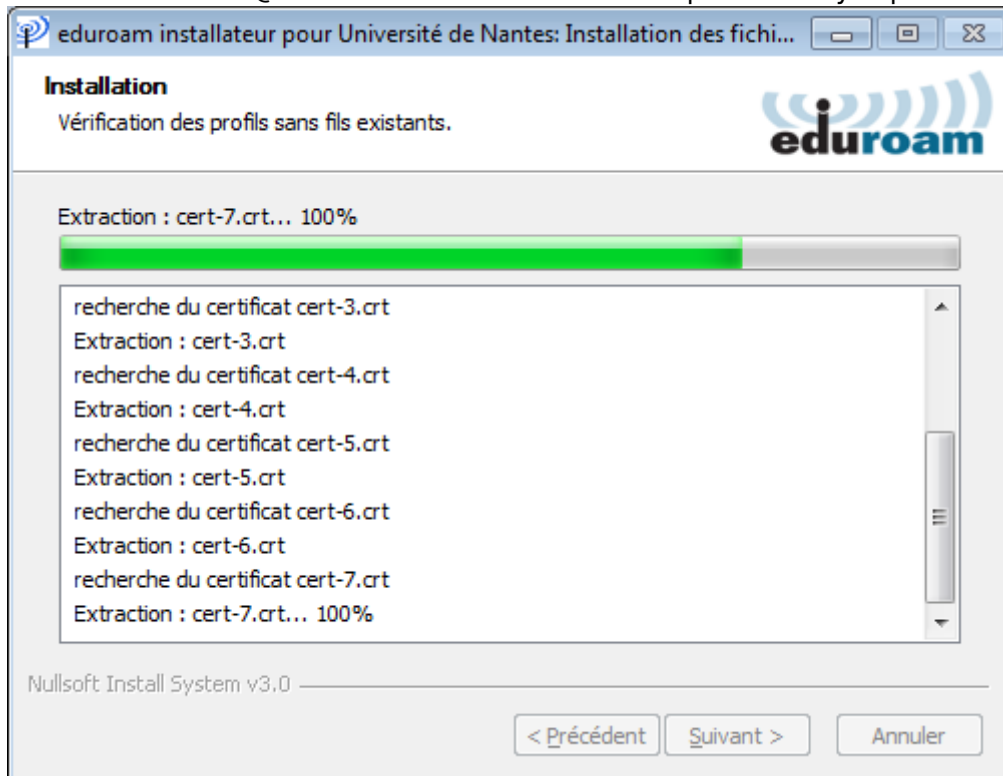 eduroam installateur pour Université de Nantes: Installation des fichi...
Installation
Vérification des profils sans fils existants.
eduroam
Extraction : cert-7.crt... 100%
recherche du certificat cert-3.crt
Extraction : cert-3.crt
recherche du certificat cert-4.crt
Extraction : cert-4.crt
recherche du certificat cert-5.crt
Extraction : cert-5.crt
recherche du certificat cert-6.crt
Extraction : cert-6.crt
recherche du certificat cert-7.crt
Extraction : cert-7.crt... 100%
Nullsoft Install System v3.0
< Précédent Suivant > Annuler